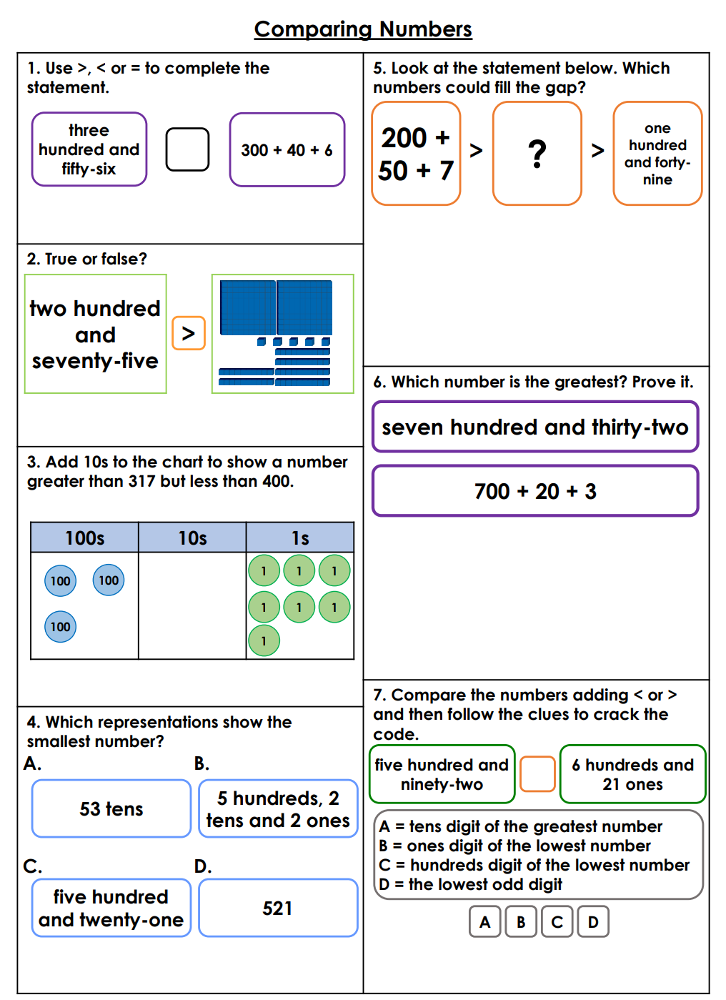 Comparing Numbers
1. Use >, < or = to complete the
statement.
three
hundred and
fifty-six
300 + 40 + 6
2. True or false?
two hundred
and
seventy-five
>
3. Add 10s to the chart to show a number
greater than 317 but less than 400.
100s 10s 1s
100 100 1 1 1
100 1 1 1
1
4. Which representations show the
smallest number?
A. B.
53 tens
5 hundreds, 2
tens and 2 ones
C. D.
five hundred
and twenty-one
521
5. Look at the statement below. Which
numbers could fill the gap?
200 +
50 + 7
>
?
>
one
hundred
and forty-
nine
6. Which number is the greatest? Prove it.
seven hundred and thirty-two
700 + 20 + 3
7. Compare the numbers adding < or >
and then follow the clues to crack the
code.
five hundred and
ninety-two
6 hundreds and
21 ones
A = tens digit of the greatest number
B = ones digit of the lowest number
C = hundreds digit of the lowest number
D = the lowest odd digit
A B C D